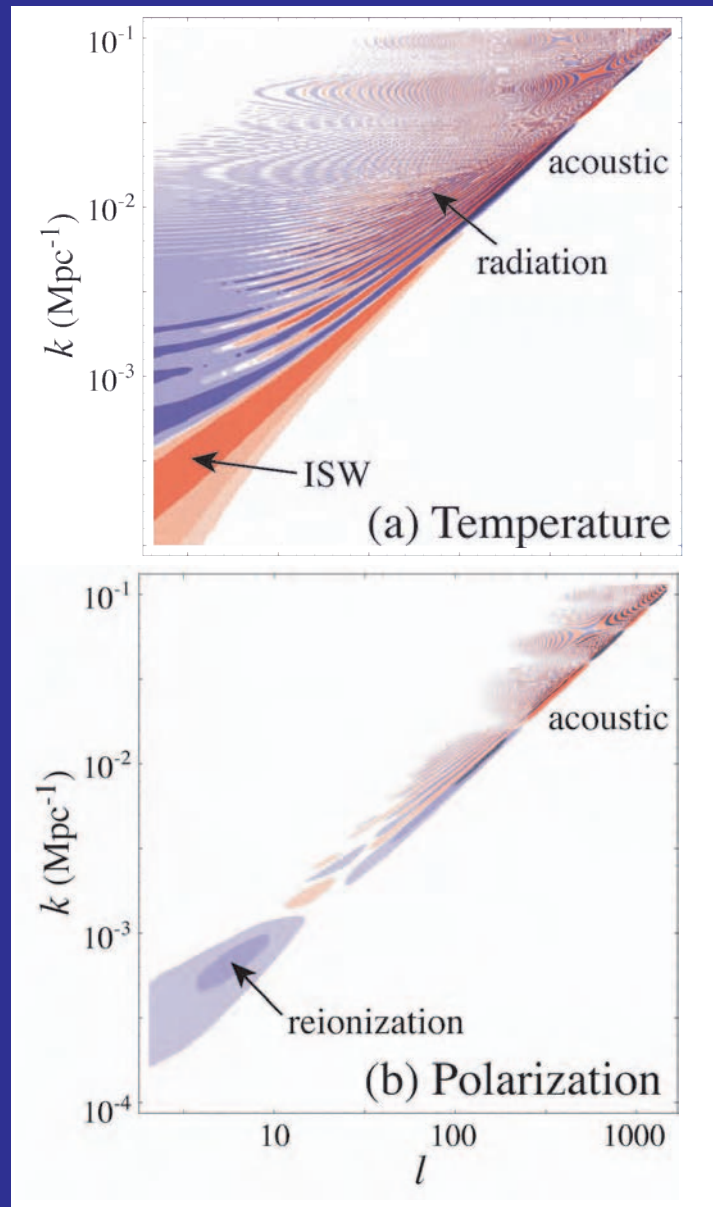 10⁻¹
acoustic
10⁻²
radiation
k (Mpc⁻¹)
10⁻³
ISW
(a) Temperature
10⁻¹
acoustic
10⁻²
k (Mpc⁻¹)
10⁻³
reionization
(b) Polarization
10⁻⁴
10 100 1000
l